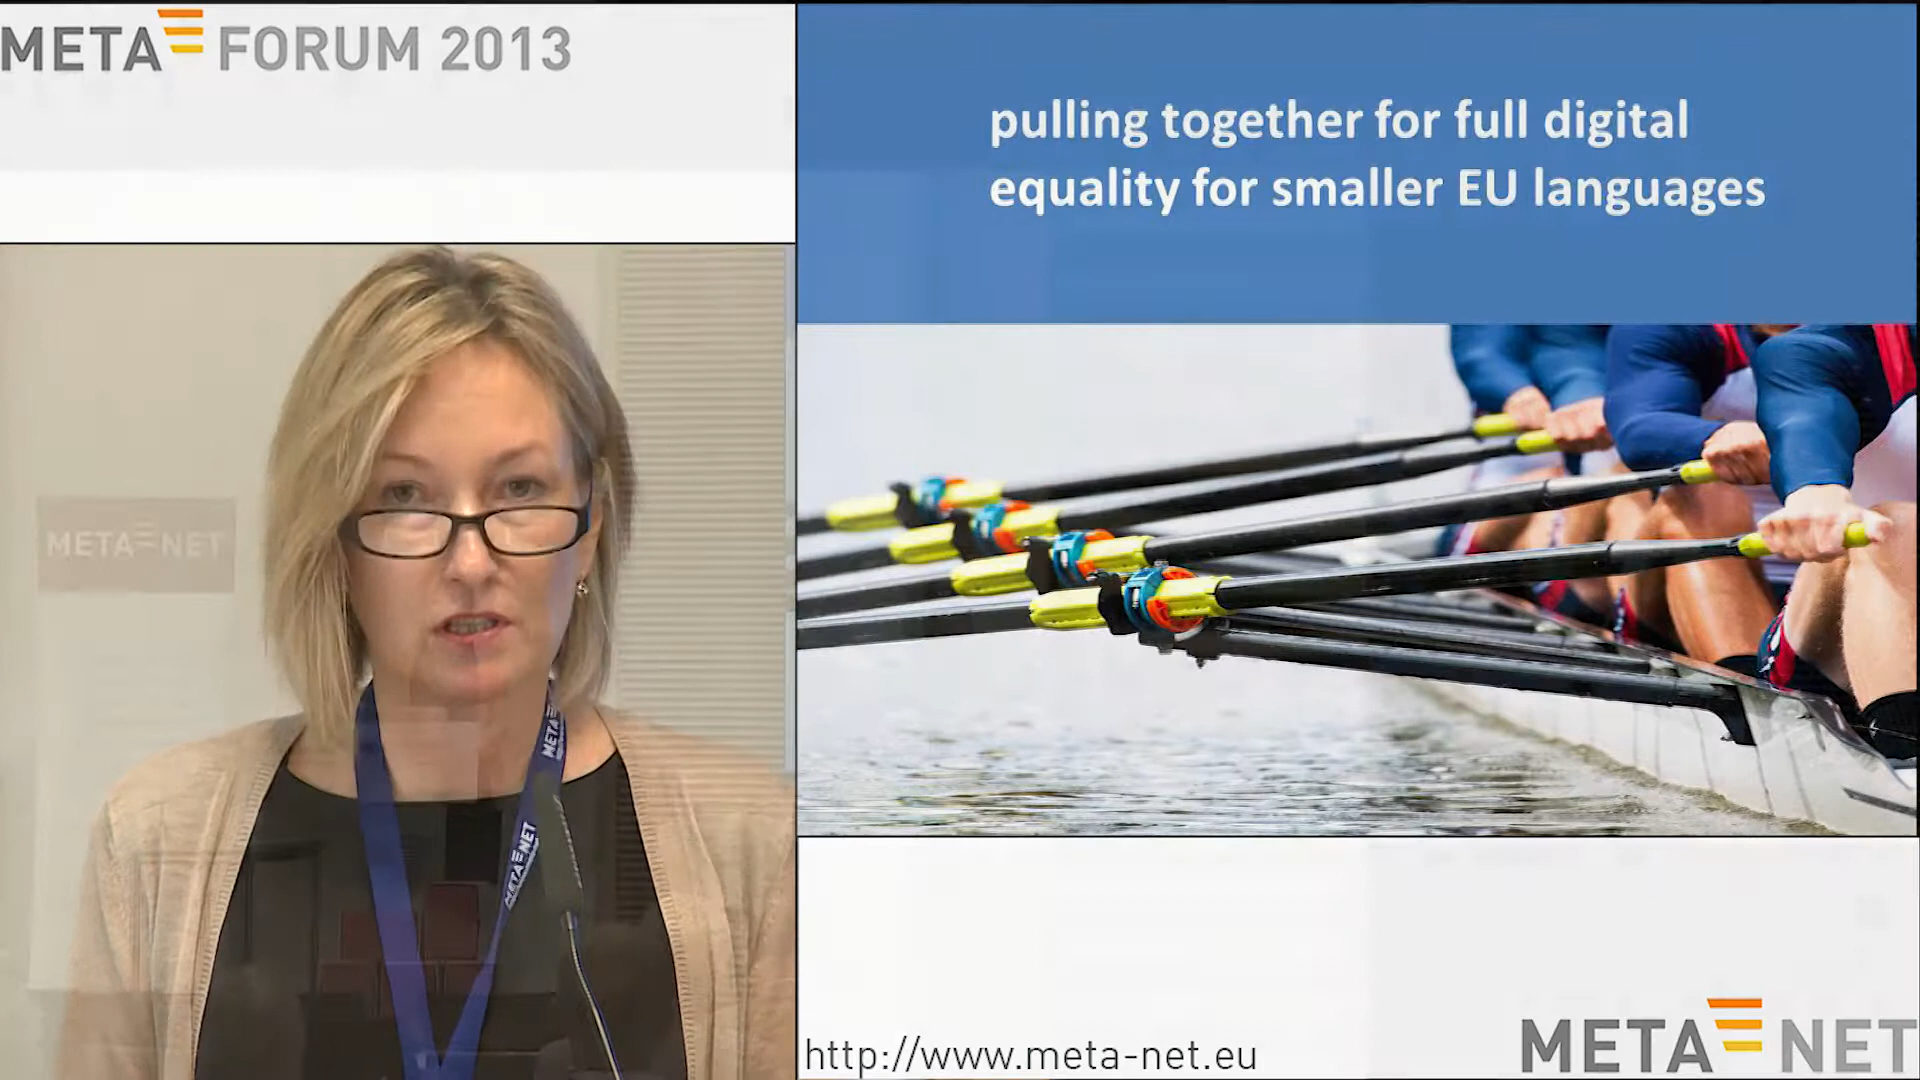 META FORUM 2013
pulling together for full digital
equality for smaller EU languages
META NET
META
META NET
http://www.meta-net.eu
META NET